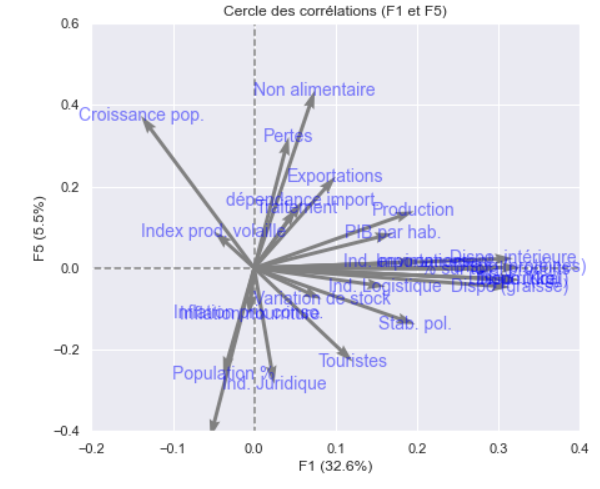 Cercle des corrélations (F1 et F5)
0.6
Non alimentaire
0.4
Croissance pop.
Pertes
Exportations
0.2
dépendance import.
Traitement
Production
Index prod. volaille
PIB par hab.
Dispo. intérieure
0.0
Ind. Logistique
Dispo (graisse)
Variation de stock
Stab. pol.
−0.2
Touristes
Population %
Ind. Juridique
−0.4
−0.2
−0.1
0.0
0.1
0.2
0.3
0.4
F1 (32.6%)
F5 (5.5%)